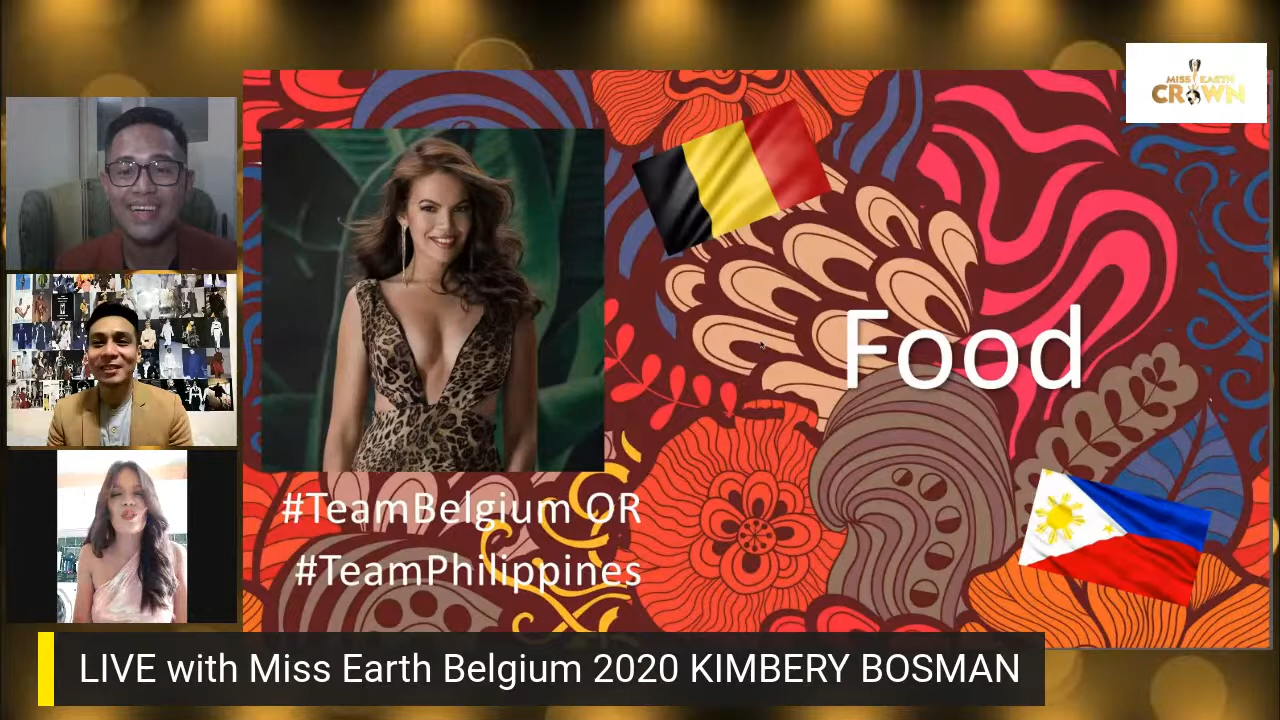 MISS EARTH
CROWN
Food
#TeamBelgium OR
#TeamPhilippines
LIVE with Miss Earth Belgium 2020 KIMBERY BOSMAN